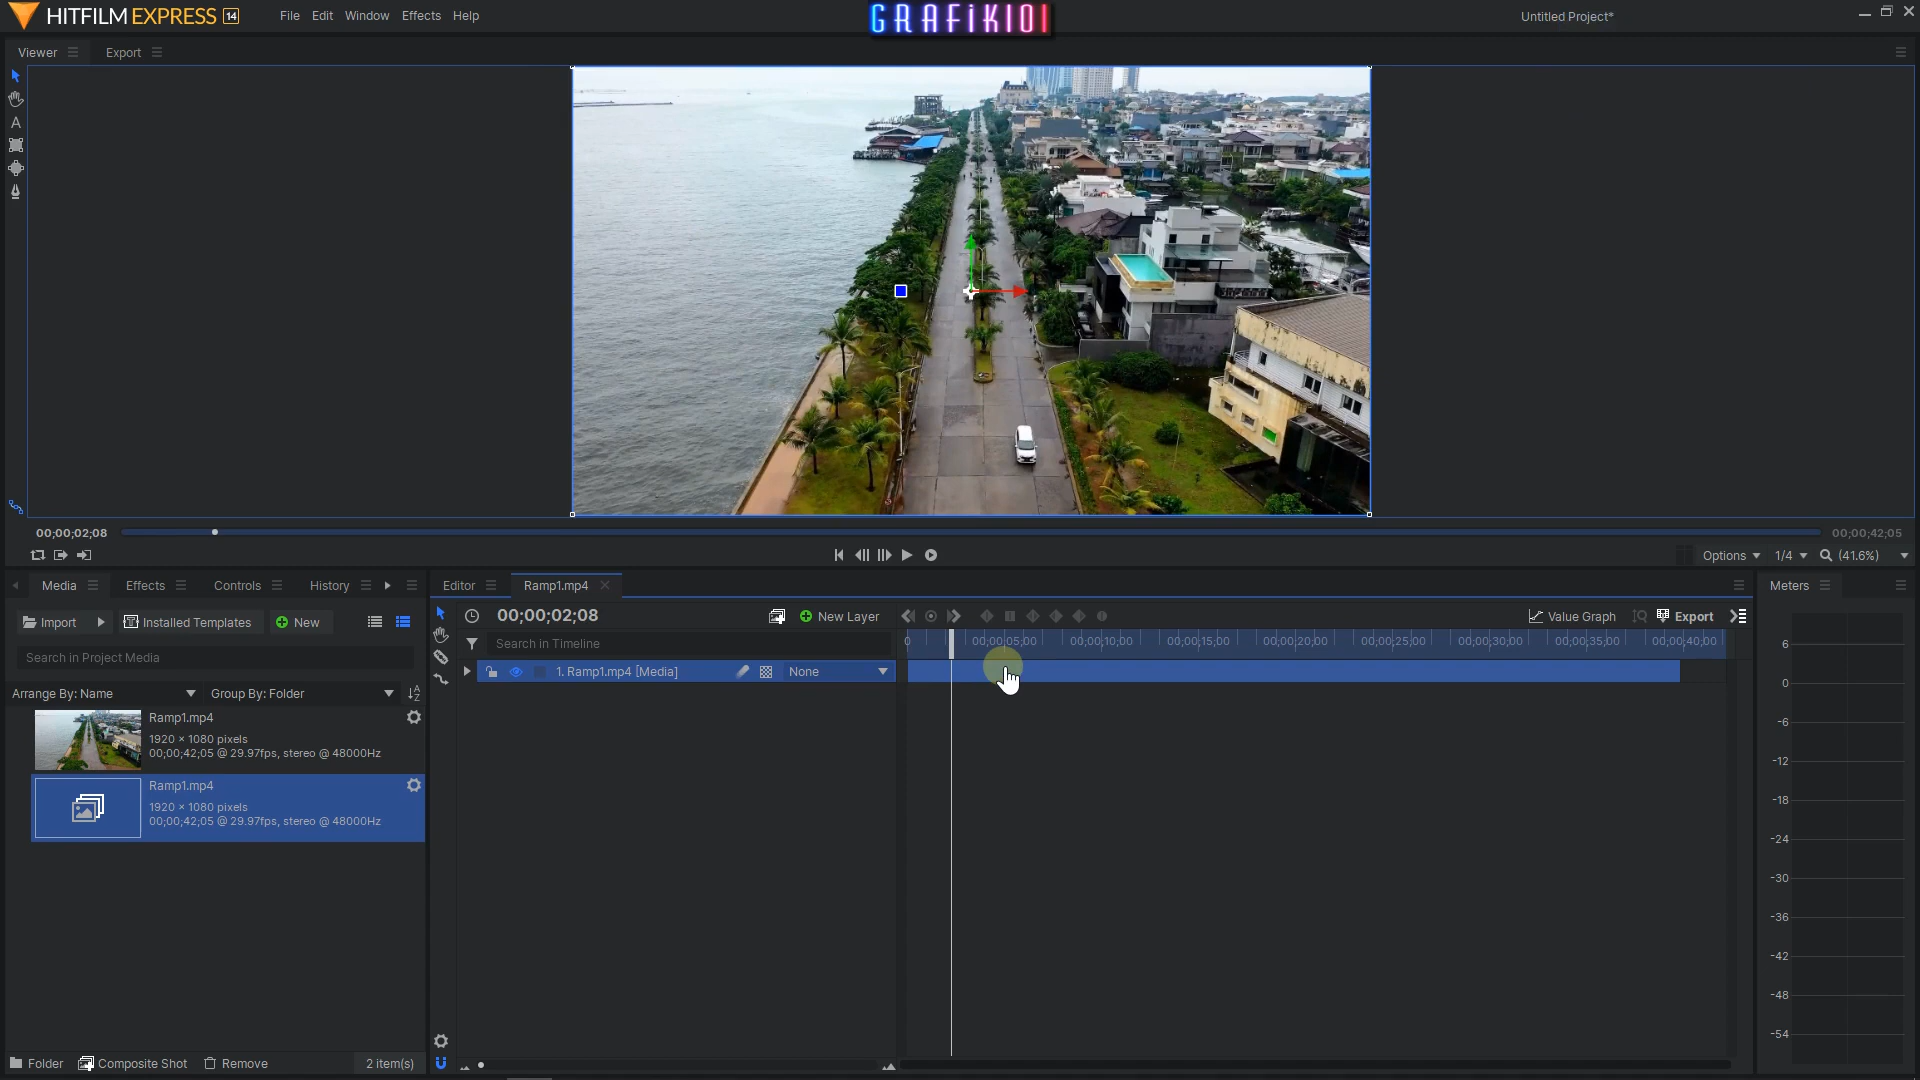 HITFILM EXPRESS 14
File Edit Window Effects Help
GRAFIK101
Untitled Project*
Viewer
Export
00;00;02;08
00;00;42;05
Options
1/4
(41.6%)
Media
Effects
Controls
History
Import
Installed Templates
New
Search in Project Media
Arrange By: Name
Group By: Folder
Ramp1.mp4
1920 × 1080 pixels
00;00;42;05 @ 29.97fps, stereo @ 48000Hz
Ramp1.mp4
1920 × 1080 pixels
00;00;42;05 @ 29.97fps, stereo @ 48000Hz
Folder
Composite Shot
Remove
2 item(s)
Editor
Ramp1.mp4
00;00;02;08
New Layer
Value Graph
Export
Search in Timeline
0 00;00;05;00 00;00;10;00 00;00;15;00 00;00;20;00 00;00;25;00 00;00;30;00 00;00;35;00 00;00;40;00
1. Ramp1.mp4 [Media]
None
Meters
6
0
-6
-12
-18
-24
-30
-36
-42
-48
-54